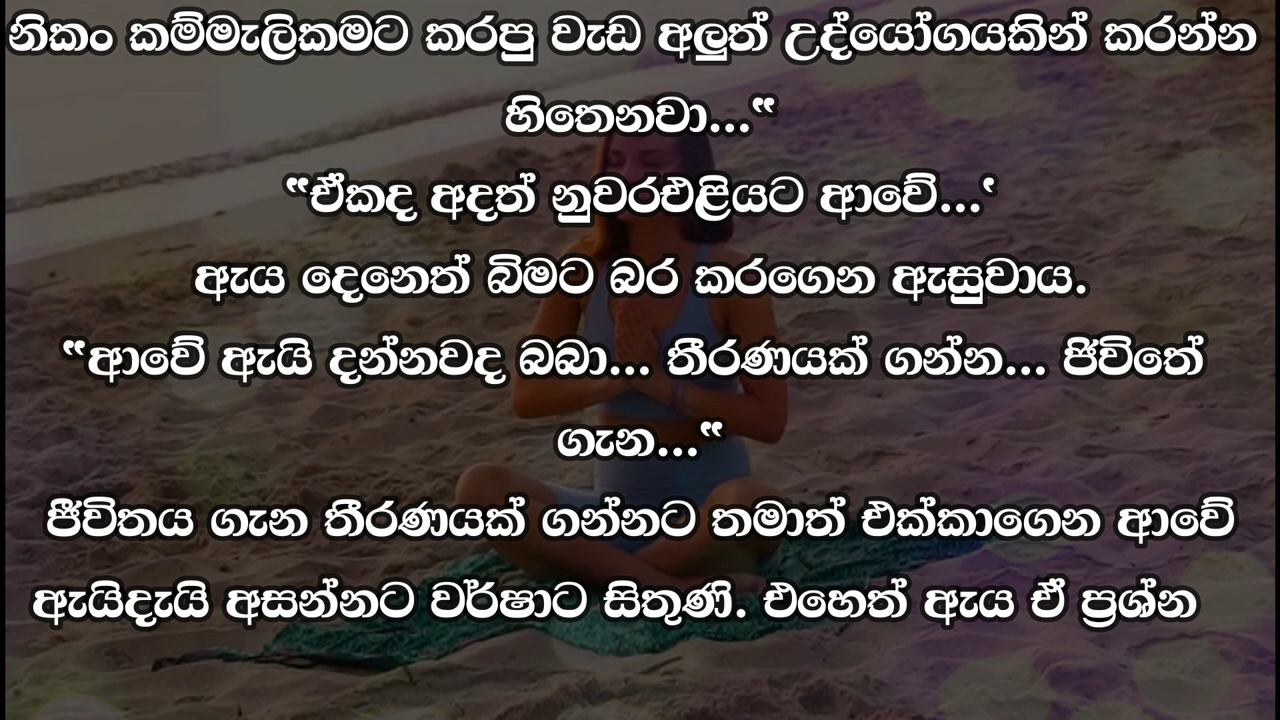 නිකං කම්මැලිකමට කරපු වැඩ අලුත් උද්යෝගයකින් කරන්න
හිතෙනවා...‟
‟ඒකද අදත් නුවරඑළියට ආවේ...‛
ඇය දෙනෙත් බිමට බර කරගෙන ඇසුවාය.
‟ආවේ ඇයි දන්නවද බබා... තීරණයක් ගන්න... ජිවිතේ
ගැන...‟
ජීවිතය ගැන තීරණයක් ගන්නට තමාත් එක්කාගෙන ආවේ
ඇයිදැයි අසන්නට වර්ෂාට සිතුණි. එහෙත් ඇය ඒ ප්‍රශ්න